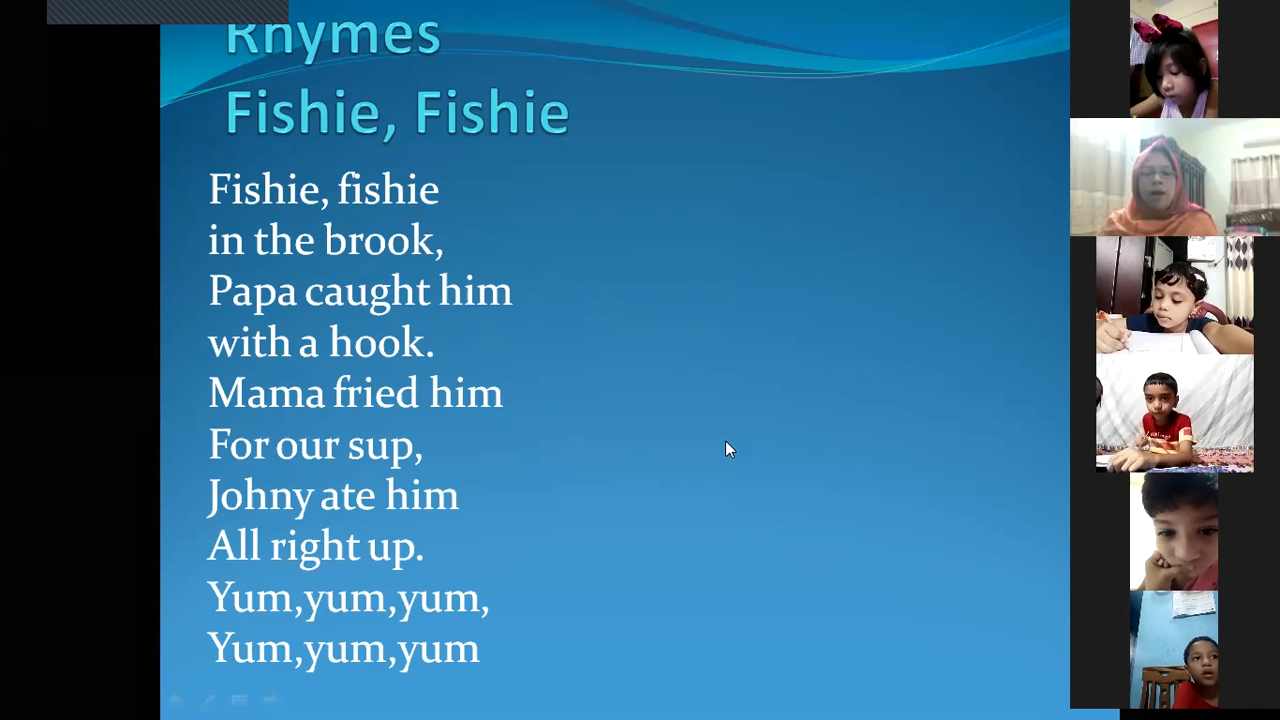 Rhymes
Fishie, Fishie
Fishie, fishie
in the brook,
Papa caught him
with a hook.
Mama fried him
For our sup,
Johny ate him
All right up.
Yum,yum,yum,
Yum,yum,yum